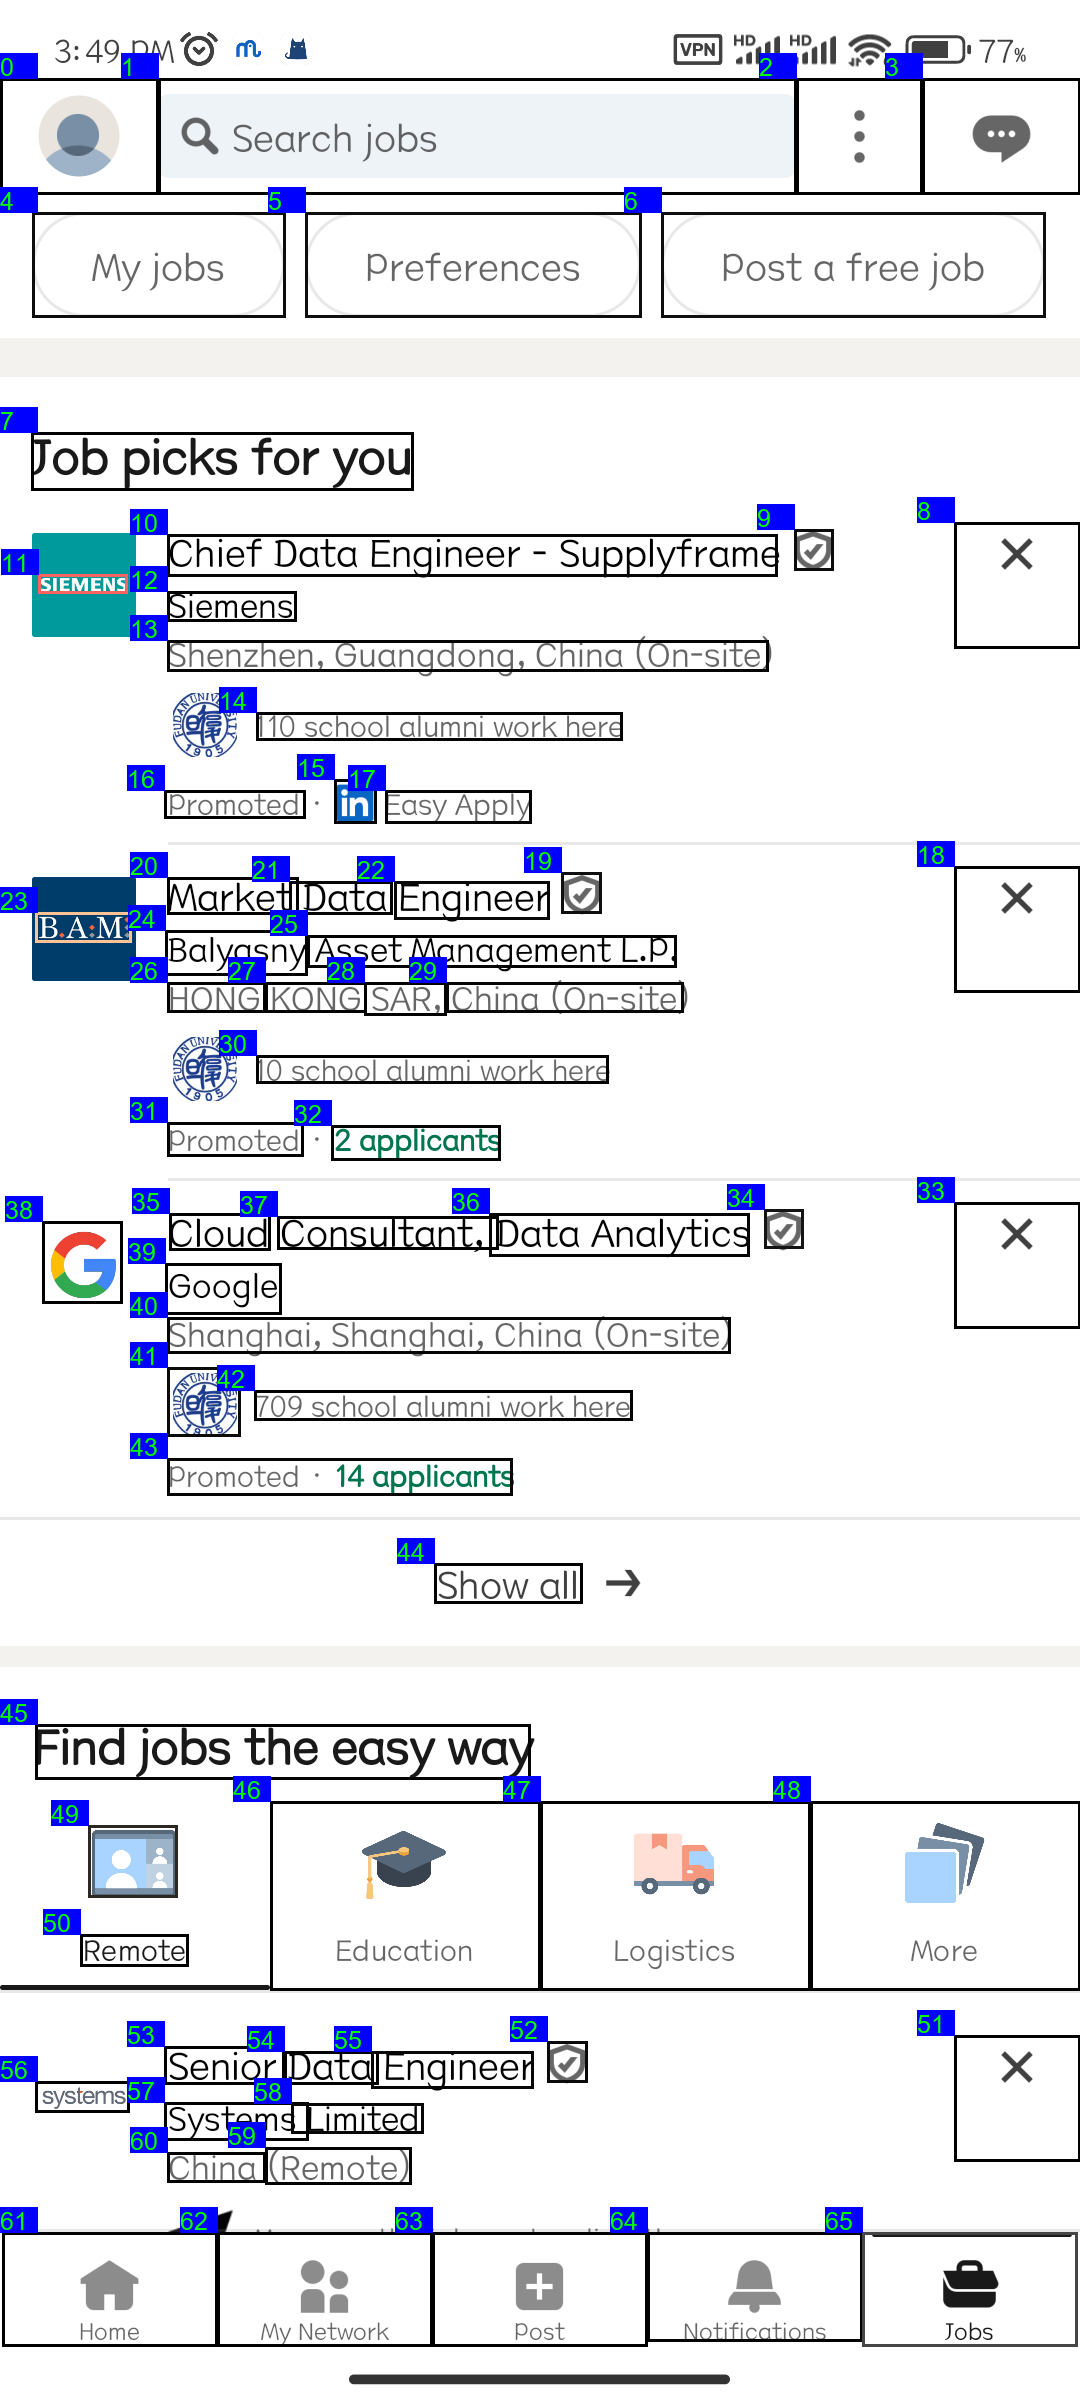 3:49 PM VPN HD HD 77%
0 1 2 3
Search jobs
4 5 6
My jobs Preferences Post a free job
7
Job picks for you
10 9 8
11 SIEMENS Chief Data Engineer - Supplyframe
12 Siemens
13
Shenzhen, Guangdong, China (On-site)
14 110 school alumni work here
16 15 17
Promoted · in Easy Apply
20 21 22 19 18
23 Market Data Engineer
B.A.M. 24 25
Balyasny Asset Management L.P.
26 27 28 29
HONG KONG SAR, China (On-site)
30 10 school alumni work here
31 32
Promoted · 2 applicants
38 35 37 36 34 33
Cloud Consultant, Data Analytics
39
Google
40
Shanghai, Shanghai, China (On-site)
41
42 709 school alumni work here
43
Promoted · 14 applicants
44
Show all
45
Find jobs the easy way
49 46 47 48
50
Remote Education Logistics More
53 54 55 52 51
Senior Data Engineer
56 systems 57 58
Systems Limited
60 59
China (Remote)
61 62 63 64 65
Home My Network Post Notifications Jobs